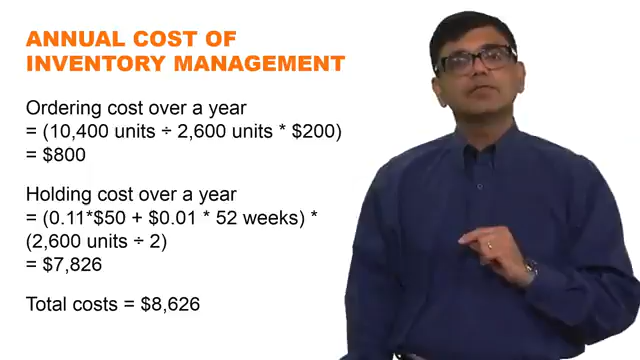 ANNUAL COST OF
INVENTORY MANAGEMENT
Ordering cost over a year
= (10,400 units ÷ 2,600 units * $200)
= $800
Holding cost over a year
= (0.11*$50 + $0.01 * 52 weeks) *
(2,600 units ÷ 2)
= $7,826
Total costs = $8,626